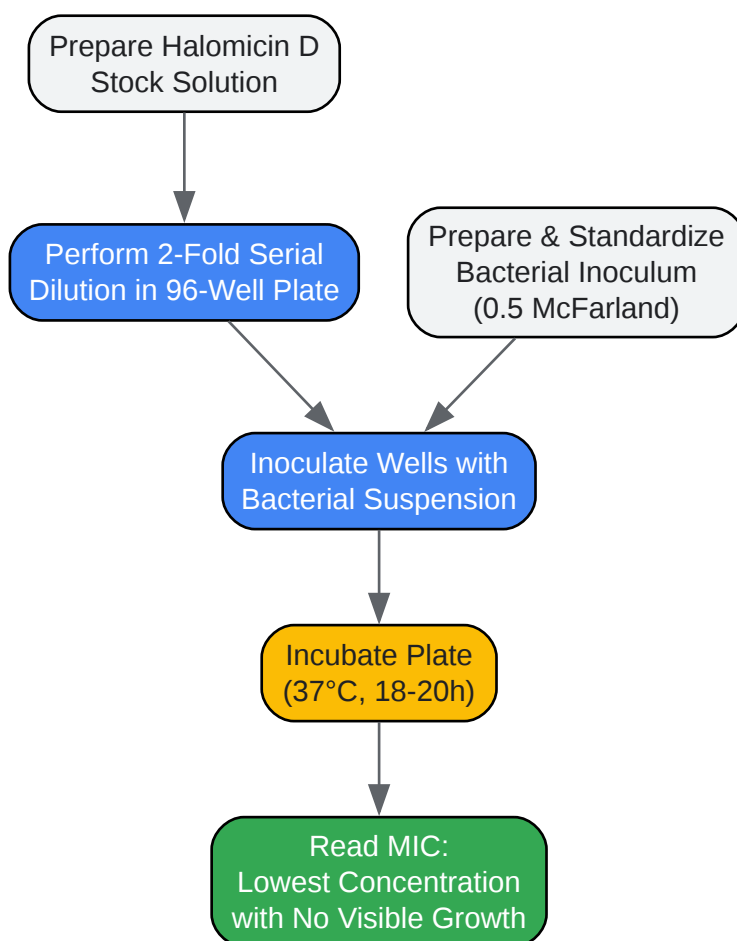 Prepare Halomicin D
Stock Solution
Perform 2-Fold Serial
Dilution in 96-Well Plate
Prepare & Standardize
Bacterial Inoculum
(0.5 McFarland)
Inoculate Wells with
Bacterial Suspension
Incubate Plate
(37°C, 18-20h)
Read MIC:
Lowest Concentration
with No Visible Growth